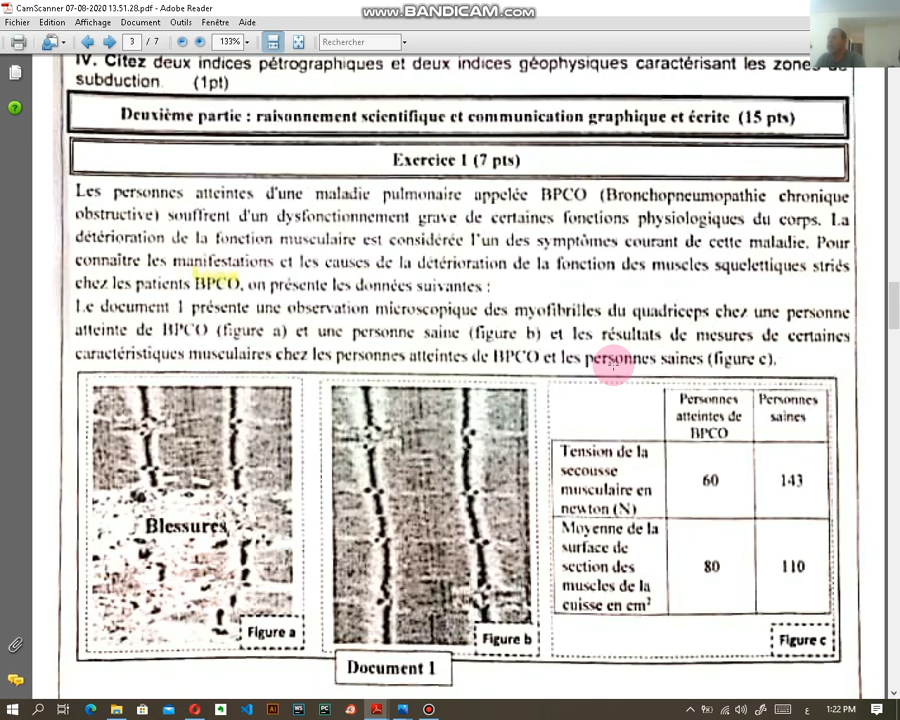 CamScanner 07-08-2020 13.51.28.pdf - Adobe Reader
www.BANDICAM.com
Fichier Edition Affichage Document Outils Fenêtre Aide
3 / 7 133% Rechercher
IV. Citez deux indices pétrographiques et deux indices géophysiques caractérisant les zones de
subduction. (1pt)
Deuxième partie : raisonnement scientifique et communication graphique et écrite (15 pts)
Exercice 1 (7 pts)
Les personnes atteintes d'une maladie pulmonaire appelée BPCO (Bronchopneumopathie chronique
obstructive) souffrent d'un dysfonctionnement grave de certaines fonctions physiologiques du corps. La
détérioration de la fonction musculaire est considérée l'un des symptômes courant de cette maladie. Pour
connaître les manifestations et les causes de la détérioration de la fonction des muscles squelettiques striés
chez les patients BPCO, on présente les données suivantes :
Le document 1 présente une observation microscopique des myofibrilles du quadriceps chez une personne
atteinte de BPCO (figure a) et une personne saine (figure b) et les résultats de mesures de certaines
caractéristiques musculaires chez les personnes atteintes de BPCO et les personnes saines (figure c).
Blessures
Figure a
Figure b
Personnes atteintes de BPCO
Personnes saines
Tension de la secousse musculaire en newton (N)
60
143
Moyenne de la surface de section des muscles de la cuisse en cm²
80
110
Figure c
Document 1
1:22 PM